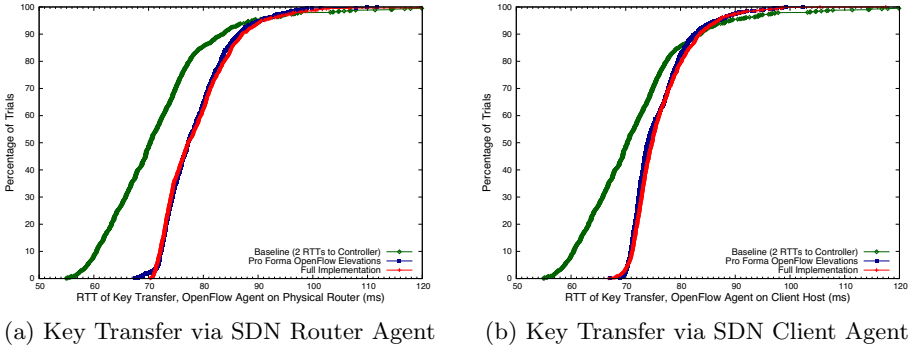 100
90
80
70
60
50
40
30
20
10
0
Percentage of Trials
Baseline (2 RTTs to Controller)
Pro Forma OpenFlow Elevations
Full Implementation
50 60 70 80 90 100 110 120
RTT of Key Transfer, OpenFlow Agent on Physical Router (ms)
(a) Key Transfer via SDN Router Agent
100
90
80
70
60
50
40
30
20
10
0
Percentage of Trials
Baseline (2 RTTs to Controller)
Pro Forma OpenFlow Elevations
Full Implementation
50 60 70 80 90 100 110 120
RTT of Key Transfer, OpenFlow Agent on Client Host (ms)
(b) Key Transfer via SDN Client Agent